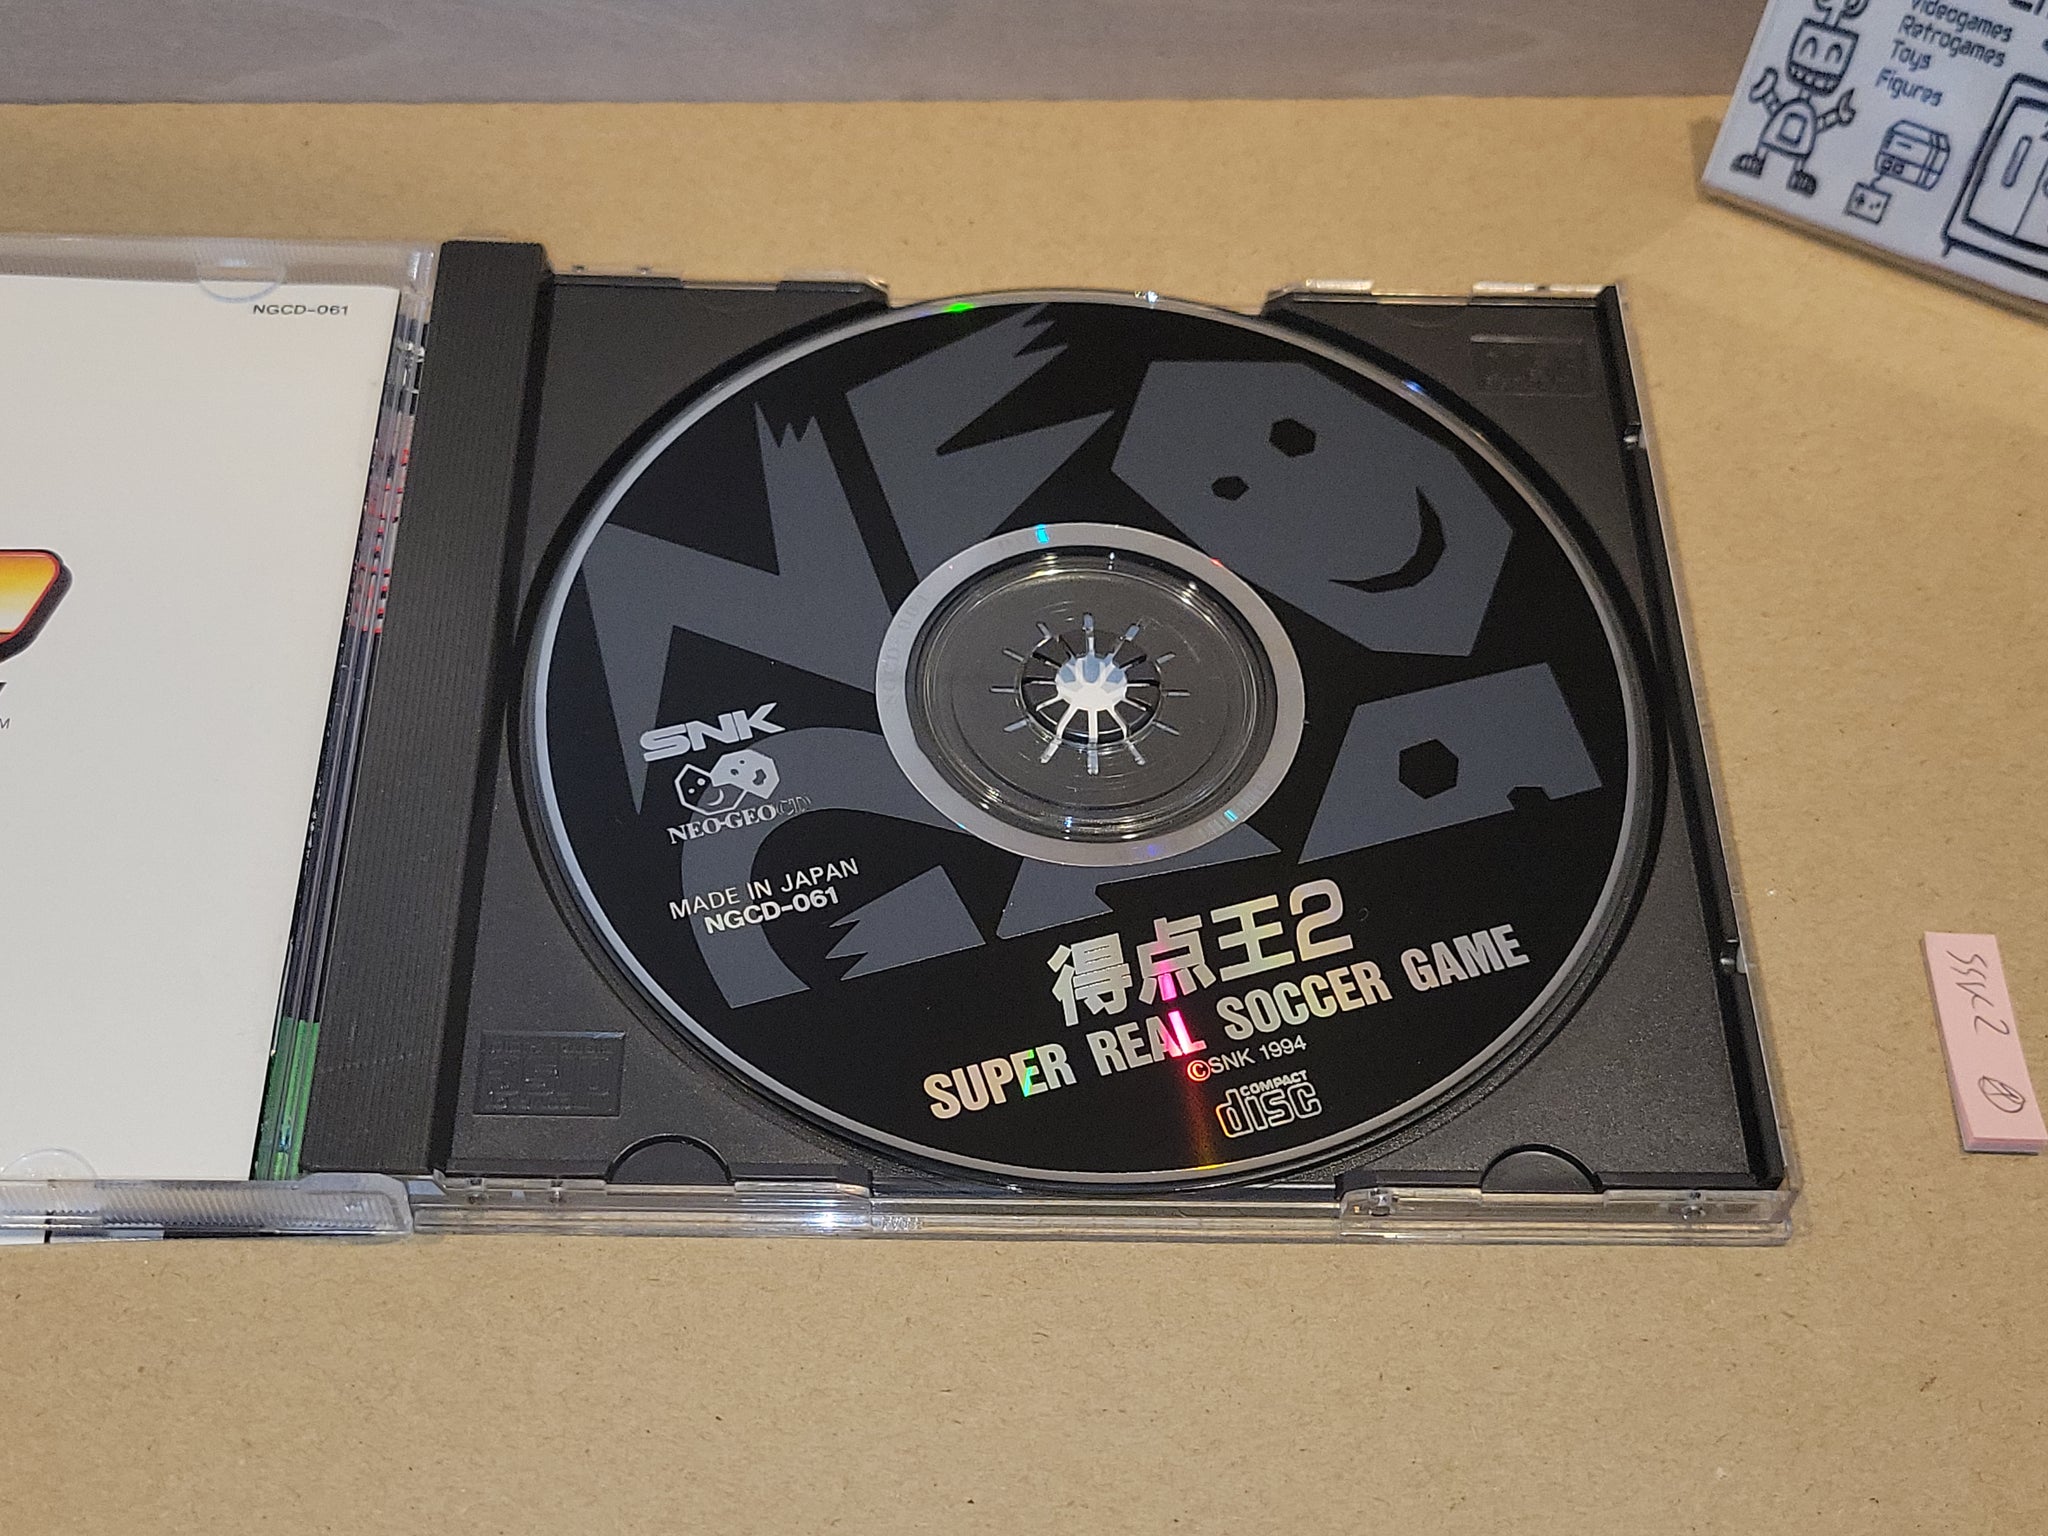 Videogames
Retrogames
Toys
Figures
NGCD-061
SNK
NEO•GEO CD
MADE IN JAPAN
NGCD-061
得点王2
SUPER REAL SOCCER GAME
©SNK 1994
COMPACT
disc